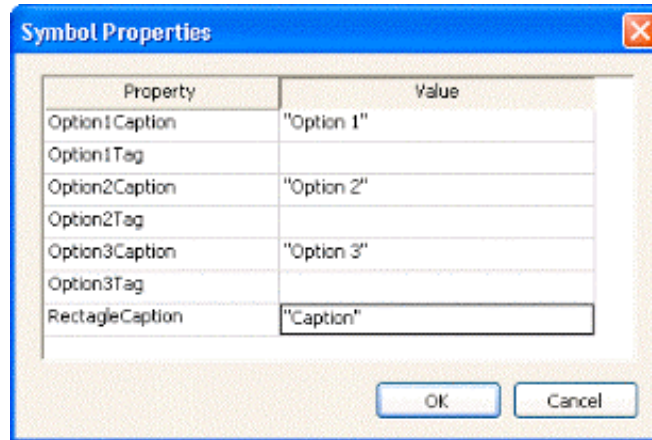 Symbol Properties
Property Value
Option1Caption "Option 1"
Option1Tag
Option2Caption "Option 2"
Option2Tag
Option3Caption "Option 3"
Option3Tag
RectagleCaption "Caption"
OK Cancel